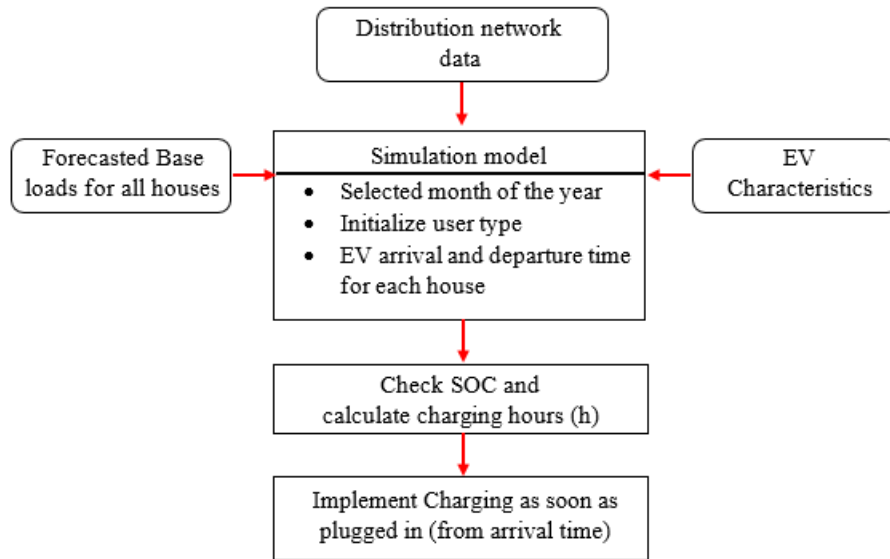 Distribution network
data
Forecasted Base
loads for all houses
Simulation model
• Selected month of the year
• Initialize user type
• EV arrival and departure time
for each house
EV
Characteristics
Check SOC and
calculate charging hours (h)
Implement Charging as soon as
plugged in (from arrival time)